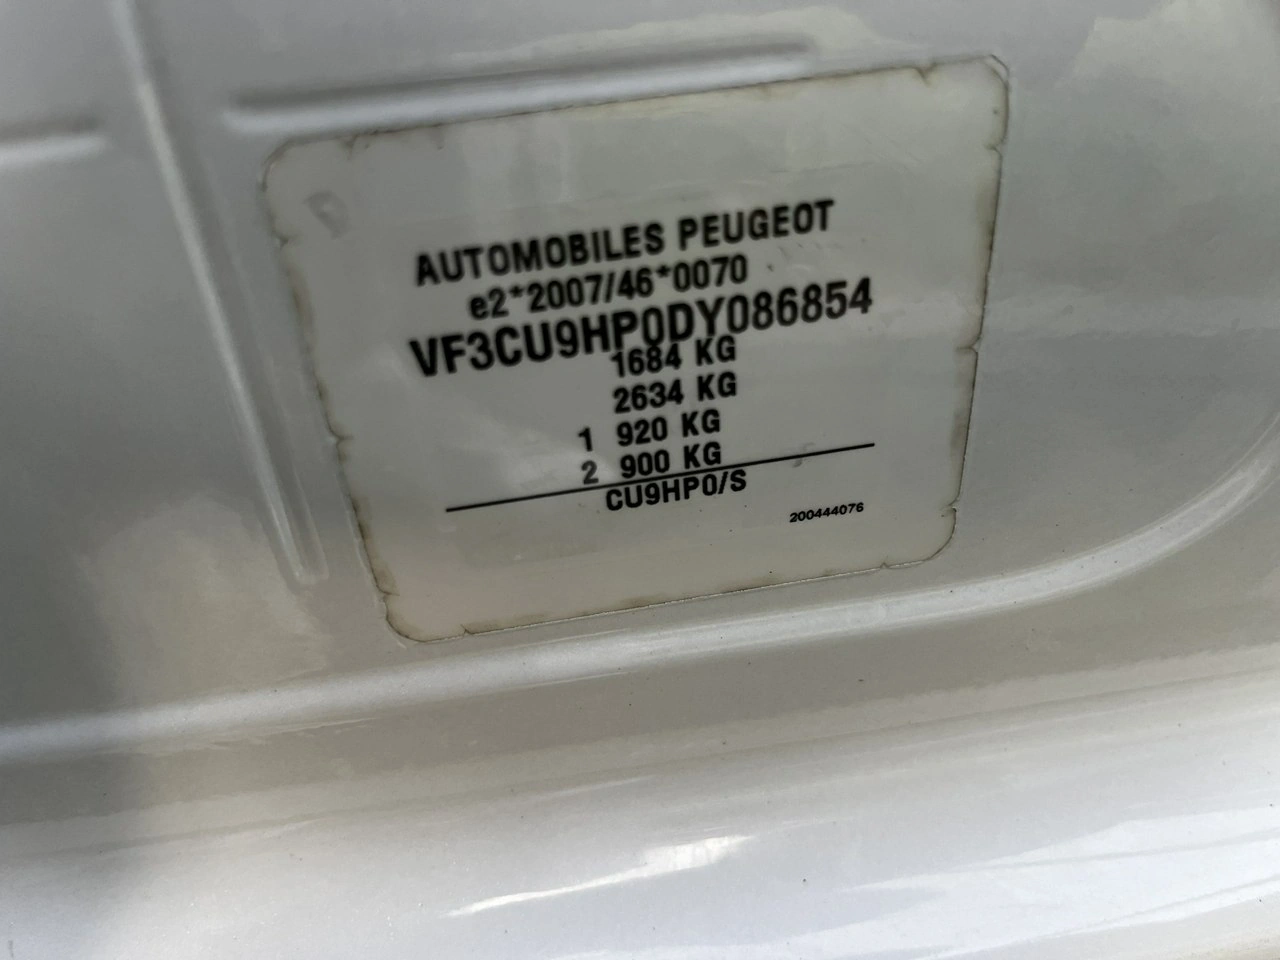 AUTOMOBILES PEUGEOT
e2*2007/46*0070
VF3CU9HP0DY086854
1684 KG
2634 KG
1 920 KG
2 900 KG
CU9HP0/S
200444076